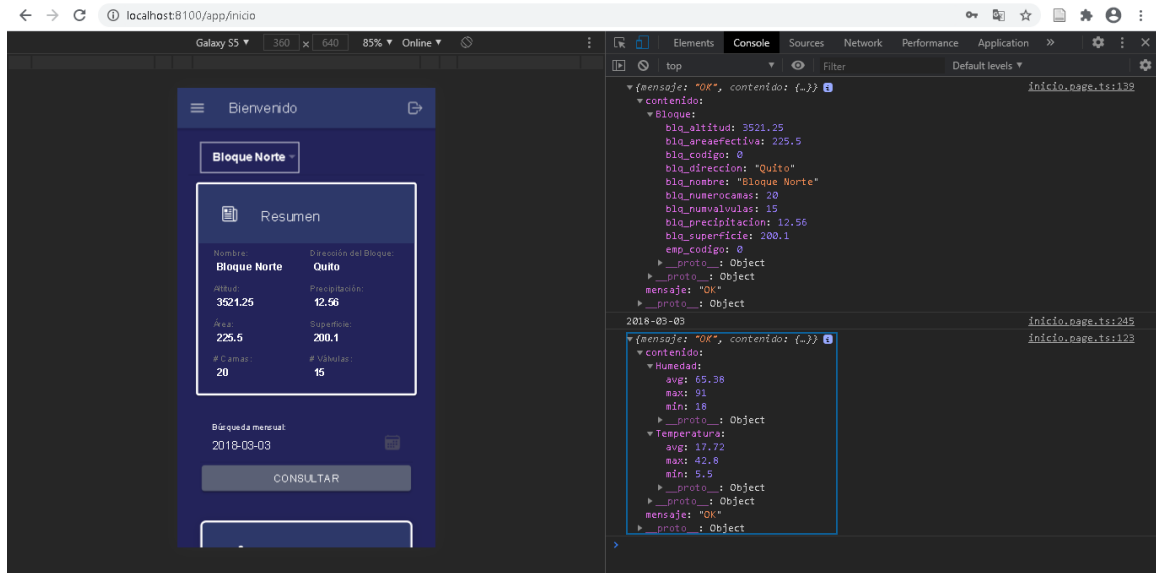 localhost:8100/app/inicio
Galaxy S5 ▼ 360 x 640 85% ▼ Online ▼
Elements Console Sources Network Performance Application »
top ▼ Filter Default levels ▼
Bienvenido
Bloque Norte
Resumen
Nombre: Dirección del Bloque:
Bloque Norte Quito
Altitud: Precipitación:
3521.25 12.56
Área: Superficie:
225.5 200.1
# Camas: # Válvulas:
20 15
Búsqueda mensual:
2018-03-03
CONSULTAR
▼{mensaje: "OK", contenido: {…}} inicio.page.ts:139
▼contenido:
▼Bloque:
blq_altitud: 3521.25
blq_areaefectiva: 225.5
blq_codigo: 0
blq_direccion: "Quito"
blq_nombre: "Bloque Norte"
blq_numerocamas: 20
blq_numvalvulas: 15
blq_precipitacion: 12.56
blq_superficie: 200.1
emp_codigo: 0
▶__proto__: Object
▶__proto__: Object
mensaje: "OK"
▶__proto__: Object
2018-03-03 inicio.page.ts:245
▼{mensaje: "OK", contenido: {…}} inicio.page.ts:123
▼contenido:
▼Humedad:
avg: 65.38
max: 91
min: 18
▶__proto__: Object
▼Temperatura:
avg: 17.72
max: 42.8
min: 5.5
▶__proto__: Object
▶__proto__: Object
mensaje: "OK"
▶__proto__: Object